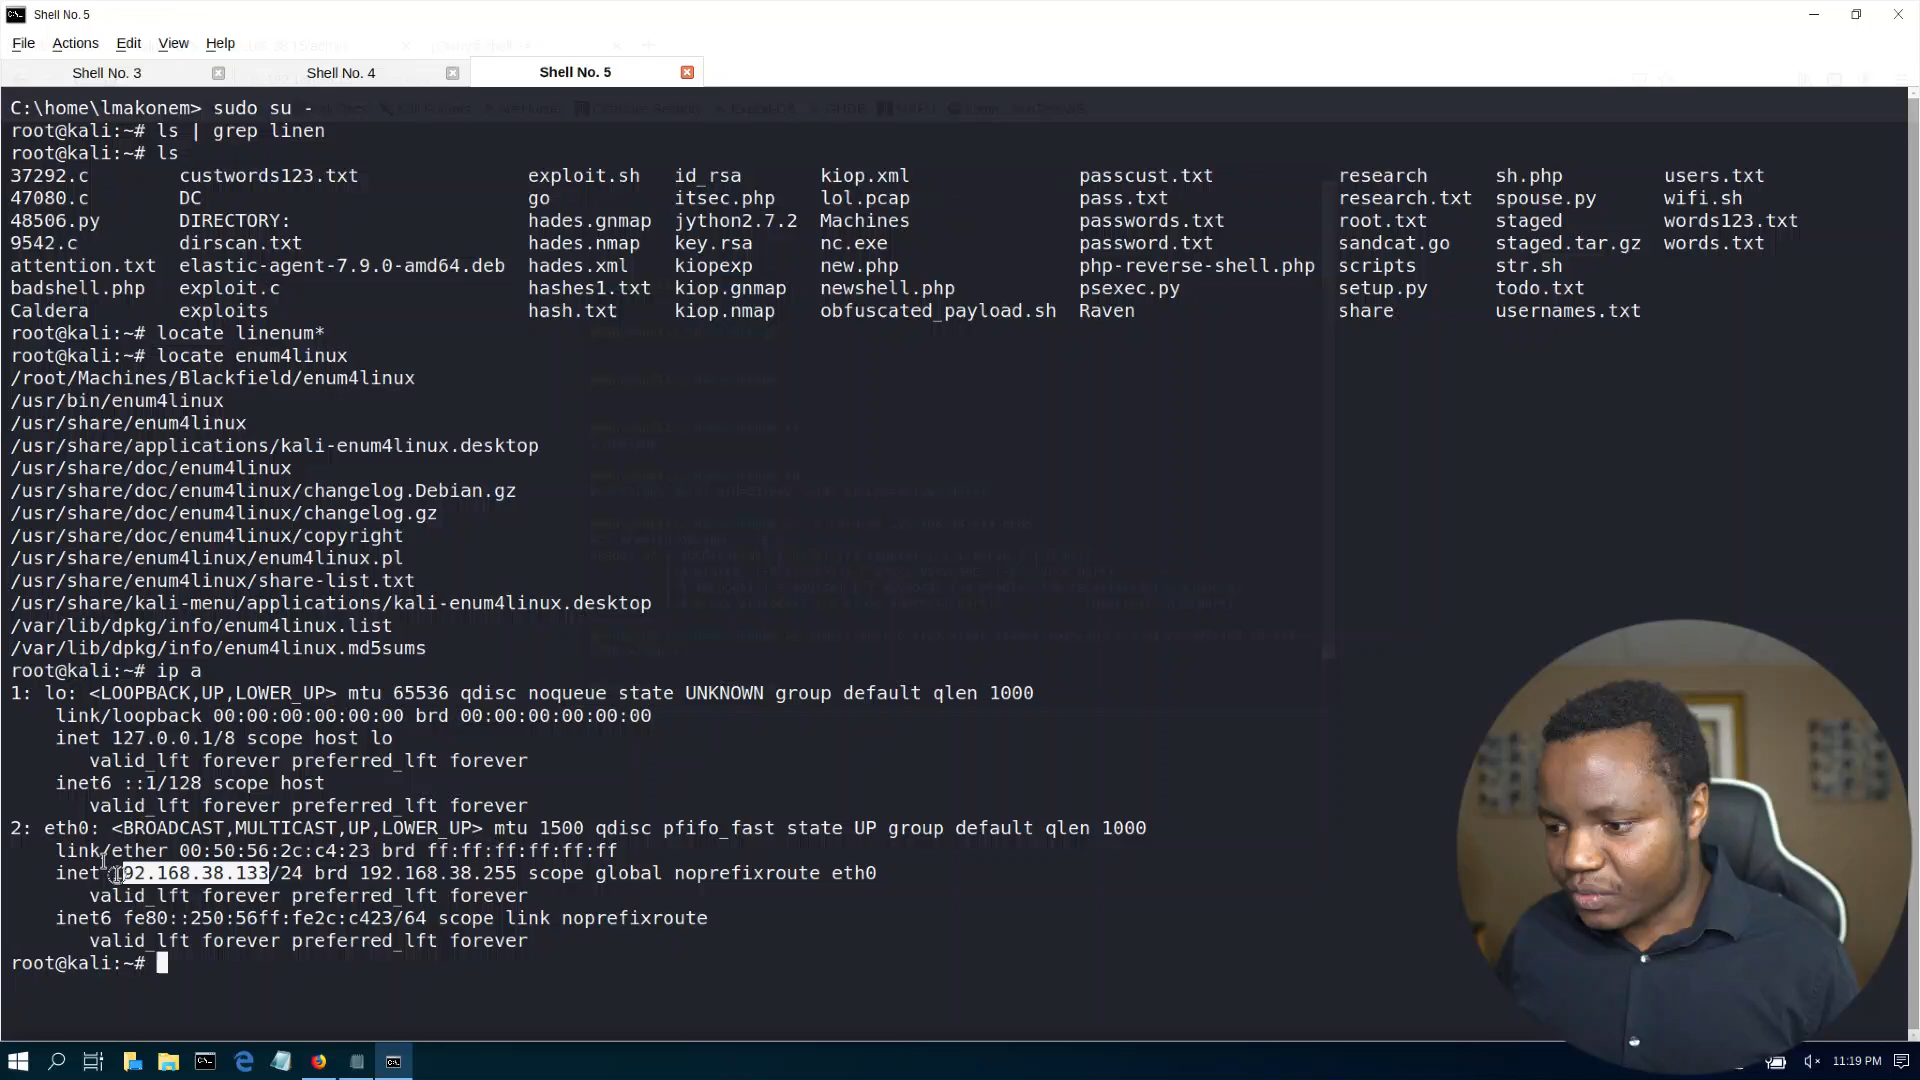 Shell No. 5
File Actions Edit View Help
Shell No. 3 Shell No. 4 Shell No. 5
C:\home\lmakonem> sudo su -
root@kali:~# ls | grep linen
root@kali:~# ls
37292.c custwords123.txt exploit.sh id_rsa kiop.xml passcust.txt research sh.php users.txt
47080.c DC go itsec.php lol.pcap pass.txt research.txt spouse.py wifi.sh
48506.py DIRECTORY: hades.gnmap jython2.7.2 Machines passwords.txt root.txt staged words123.txt
9542.c dirscan.txt hades.nmap key.rsa nc.exe password.txt sandcat.go staged.tar.gz words.txt
attention.txt elastic-agent-7.9.0-amd64.deb hades.xml kiopexp new.php php-reverse-shell.php scripts str.sh
badshell.php exploit.c hashes1.txt kiop.gnmap newshell.php psexec.py setup.py todo.txt
Caldera exploits hash.txt kiop.nmap obfuscated_payload.sh Raven share usernames.txt
root@kali:~# locate linenum*
root@kali:~# locate enum4linux
/root/Machines/Blackfield/enum4linux
/usr/bin/enum4linux
/usr/share/enum4linux
/usr/share/applications/kali-enum4linux.desktop
/usr/share/doc/enum4linux
/usr/share/doc/enum4linux/changelog.Debian.gz
/usr/share/doc/enum4linux/changelog.gz
/usr/share/doc/enum4linux/copyright
/usr/share/enum4linux/enum4linux.pl
/usr/share/enum4linux/share-list.txt
/usr/share/kali-menu/applications/kali-enum4linux.desktop
/var/lib/dpkg/info/enum4linux.list
/var/lib/dpkg/info/enum4linux.md5sums
root@kali:~# ip a
1: lo: <LOOPBACK,UP,LOWER_UP> mtu 65536 qdisc noqueue state UNKNOWN group default qlen 1000
link/loopback 00:00:00:00:00:00 brd 00:00:00:00:00:00
inet 127.0.0.1/8 scope host lo
valid_lft forever preferred_lft forever
inet6 ::1/128 scope host
valid_lft forever preferred_lft forever
2: eth0: <BROADCAST,MULTICAST,UP,LOWER_UP> mtu 1500 qdisc pfifo_fast state UP group default qlen 1000
link/ether 00:50:56:2c:c4:23 brd ff:ff:ff:ff:ff:ff
inet 192.168.38.133/24 brd 192.168.38.255 scope global noprefixroute eth0
valid_lft forever preferred_lft forever
inet6 fe80::250:56ff:fe2c:c423/64 scope link noprefixroute
valid_lft forever preferred_lft forever
root@kali:~#
11:19 PM